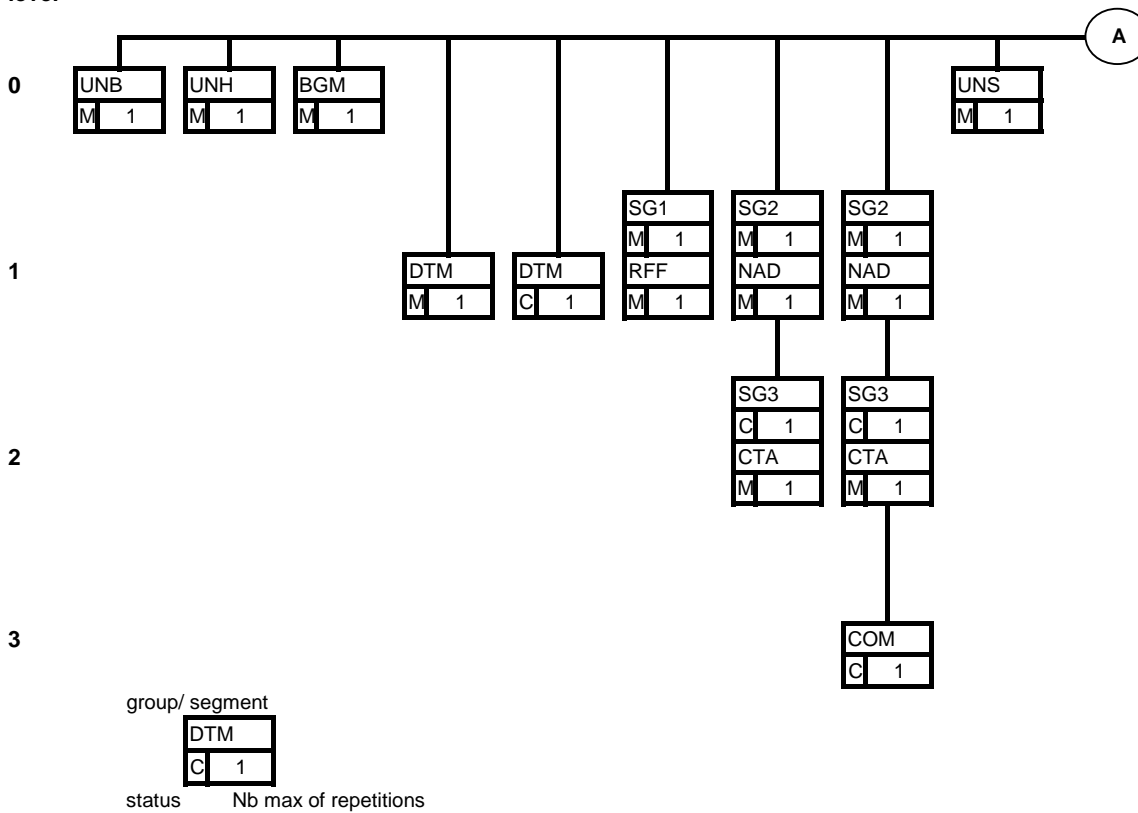 level
A
0
UNB UNH BGM UNS
M 1 M 1 M 1 M 1
SG1 SG2 SG2
M 1 M 1 M 1
1
DTM DTM RFF NAD NAD
M 1 C 1 M 1 M 1 M 1
SG3 SG3
C 1 C 1
2
CTA CTA
M 1 M 1
3
COM
C 1
group/ segment
DTM
C 1
status Nb max of repetitions